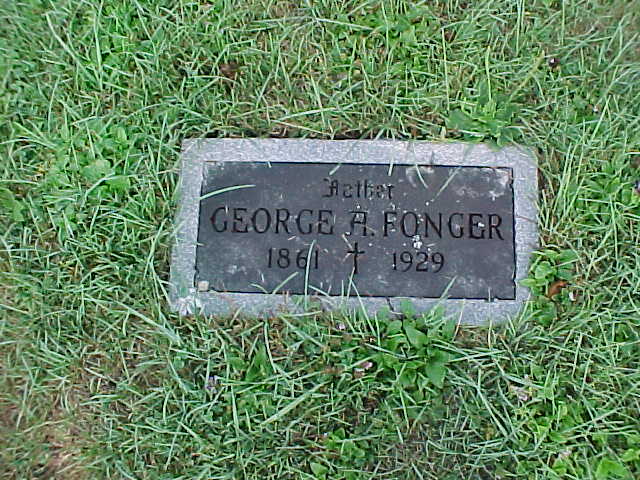 Father
GEORGE A. FONGER
1861 † 1929